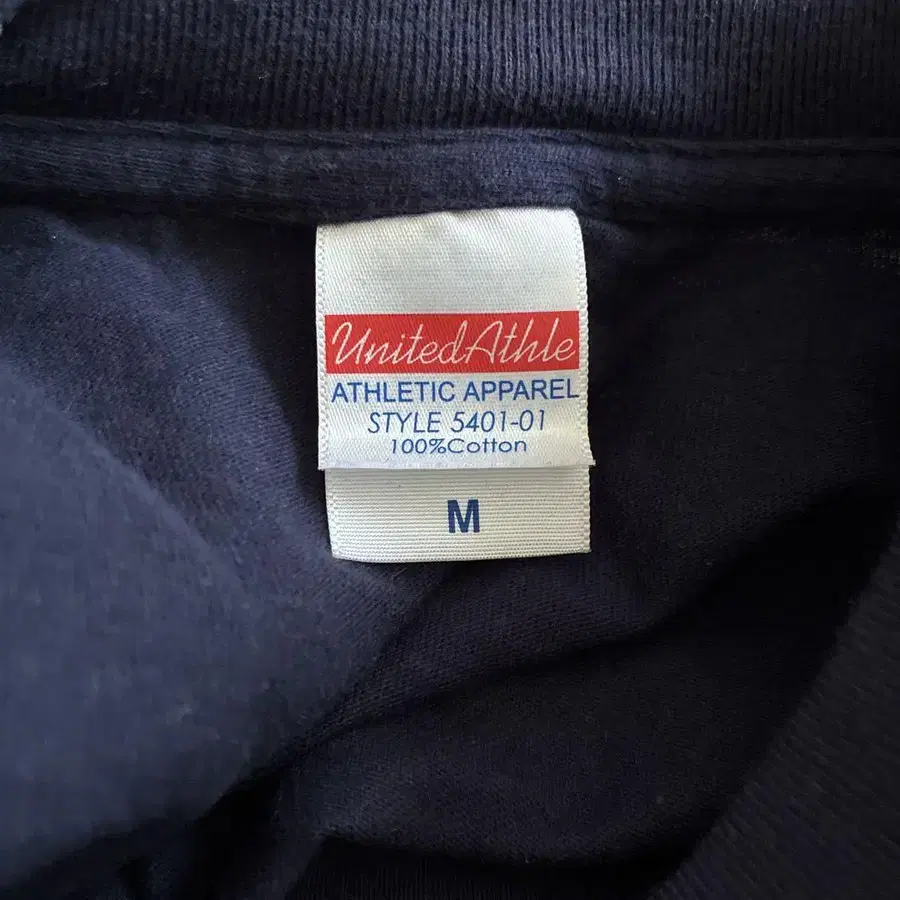 UnitedAthle
ATHLETIC APPAREL
STYLE 5401-01
100%Cotton
M